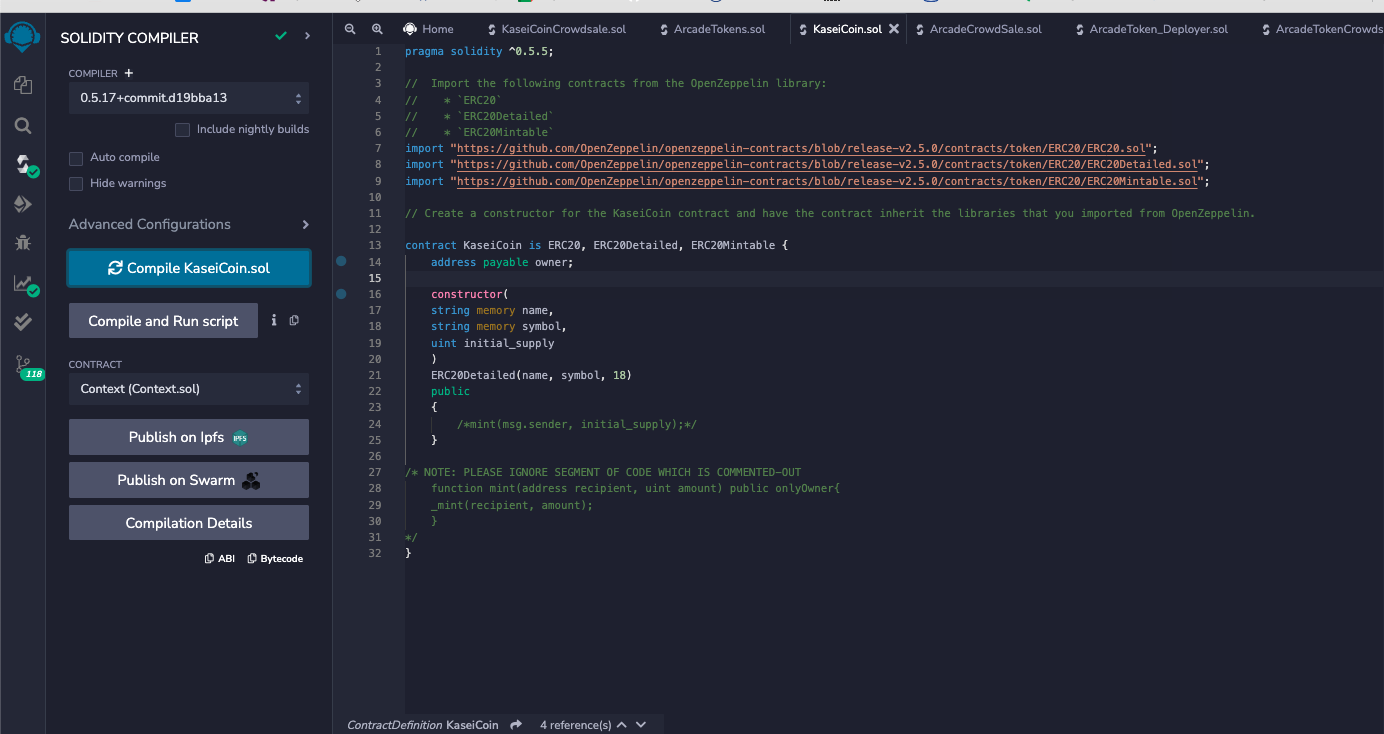 SOLIDITY COMPILER
COMPILER +
0.5.17+commit.d19bba13
Include nightly builds
Auto compile
Hide warnings
Advanced Configurations
Compile KaseiCoin.sol
Compile and Run script
CONTRACT
Context (Context.sol)
Publish on Ipfs IPFS
Publish on Swarm
Compilation Details
ABI Bytecode
118
Home KaseiCoinCrowdsale.sol ArcadeTokens.sol KaseiCoin.sol ArcadeCrowdSale.sol ArcadeToken_Deployer.sol ArcadeTokenCrowds
1 pragma solidity ^0.5.5;
2
3 //  Import the following contracts from the OpenZeppelin library:
4 //    * `ERC20`
5 //    * `ERC20Detailed`
6 //    * `ERC20Mintable`
7 import "https://github.com/OpenZeppelin/openzeppelin-contracts/blob/release-v2.5.0/contracts/token/ERC20/ERC20.sol";
8 import "https://github.com/OpenZeppelin/openzeppelin-contracts/blob/release-v2.5.0/contracts/token/ERC20/ERC20Detailed.sol";
9 import "https://github.com/OpenZeppelin/openzeppelin-contracts/blob/release-v2.5.0/contracts/token/ERC20/ERC20Mintable.sol";
10
11 // Create a constructor for the KaseiCoin contract and have the contract inherit the libraries that you imported from OpenZeppelin.
12
13 contract KaseiCoin is ERC20, ERC20Detailed, ERC20Mintable {
14     address payable owner;
15
16     constructor(
17     string memory name,
18     string memory symbol,
19     uint initial_supply
20     )
21     ERC20Detailed(name, symbol, 18)
22     public
23     {
24         /*mint(msg.sender, initial_supply);*/
25     }
26
27 /* NOTE: PLEASE IGNORE SEGMENT OF CODE WHICH IS COMMENTED-OUT
28     function mint(address recipient, uint amount) public onlyOwner{
29     _mint(recipient, amount);
30     }
31 */
32 }
ContractDefinition KaseiCoin 4 reference(s)